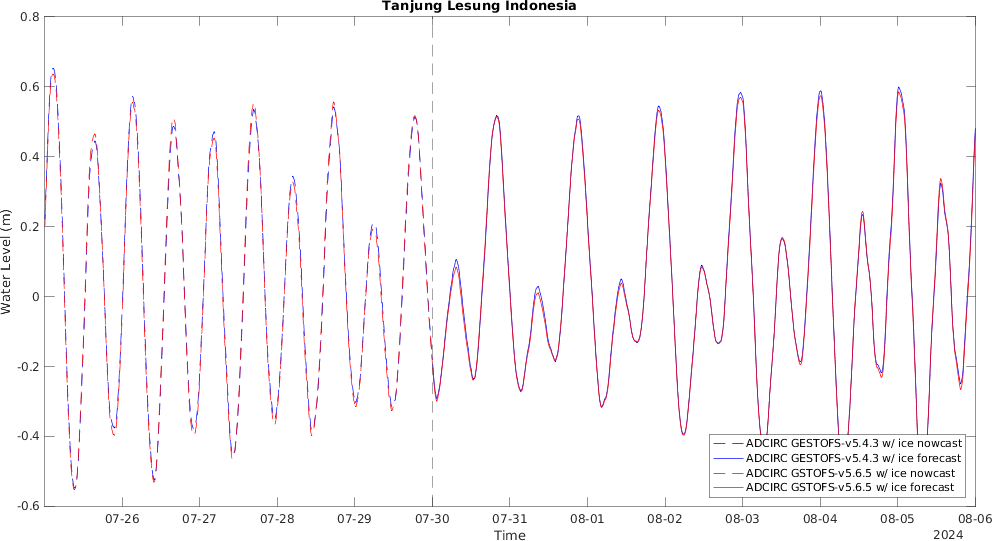 Tanjung Lesung Indonesia
0.8
0.6
0.4
0.2
0
-0.2
-0.4
-0.6
Water Level (m)
ADCIRC GESTOFS-v5.4.3 w/ ice nowcast
ADCIRC GESTOFS-v5.4.3 w/ ice forecast
ADCIRC GSTOFS-v5.6.5 w/ ice nowcast
ADCIRC GSTOFS-v5.6.5 w/ ice forecast
07-26 07-27 07-28 07-29 07-30 07-31 08-01 08-02 08-03 08-04 08-05 08-06
Time
2024